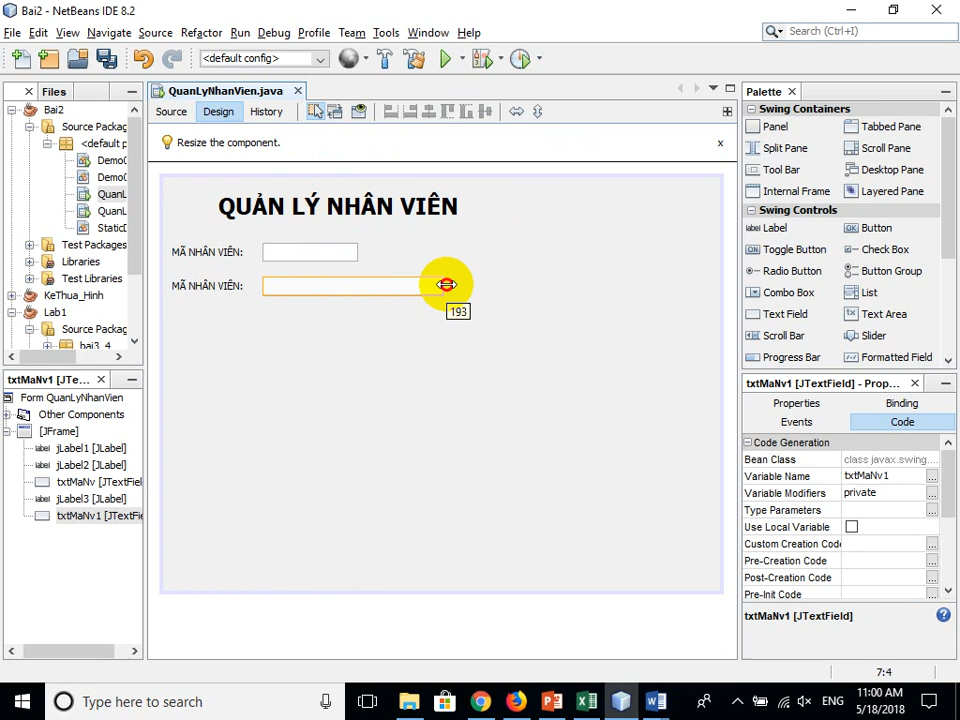 Bai2 - NetBeans IDE 8.2
File Edit View Navigate Source Refactor Run Debug Profile Team Tools Window Help
Search (Ctrl+I)
<default config>
Files
QuanLyNhanVien.java
Palette
Source Design History
Resize the component.
Bai2
Source Packag
<default p
Demo0
Demo0
QuanL
QuanL
StaticD
Test Packages
Libraries
Test Libraries
KeThua_Hinh
Lab1
Source Packag
bai3_4
QUẢN LÝ NHÂN VIÊN
MÃ NHÂN VIÊN:
MÃ NHÂN VIÊN:
193
Swing Containers
Panel Tabbed Pane
Split Pane Scroll Pane
Tool Bar Desktop Pane
Internal Frame Layered Pane
Swing Controls
Label Button
Toggle Button Check Box
Radio Button Button Group
Combo Box List
Text Field Text Area
Scroll Bar Slider
Progress Bar Formatted Field
txtMaNv1 [JTe...
Form QuanLyNhanVien
Other Components
[JFrame]
jLabel1 [JLabel]
jLabel2 [JLabel]
txtMaNv [JTextFiel
jLabel3 [JLabel]
txtMaNv1 [JTextFi
txtMaNv1 [JTextField] - Prop...
Properties Binding
Events Code
Code Generation
Bean Class class javax.swing....
Variable Name txtMaNv1 ...
Variable Modifiers private ...
Type Parameters ...
Use Local Variable
Custom Creation Code ...
Pre-Creation Code ...
Post-Creation Code ...
Pre-Init Code ...
txtMaNv1 [JTextField]
7:4
Type here to search
ENG
11:00 AM
5/18/2018